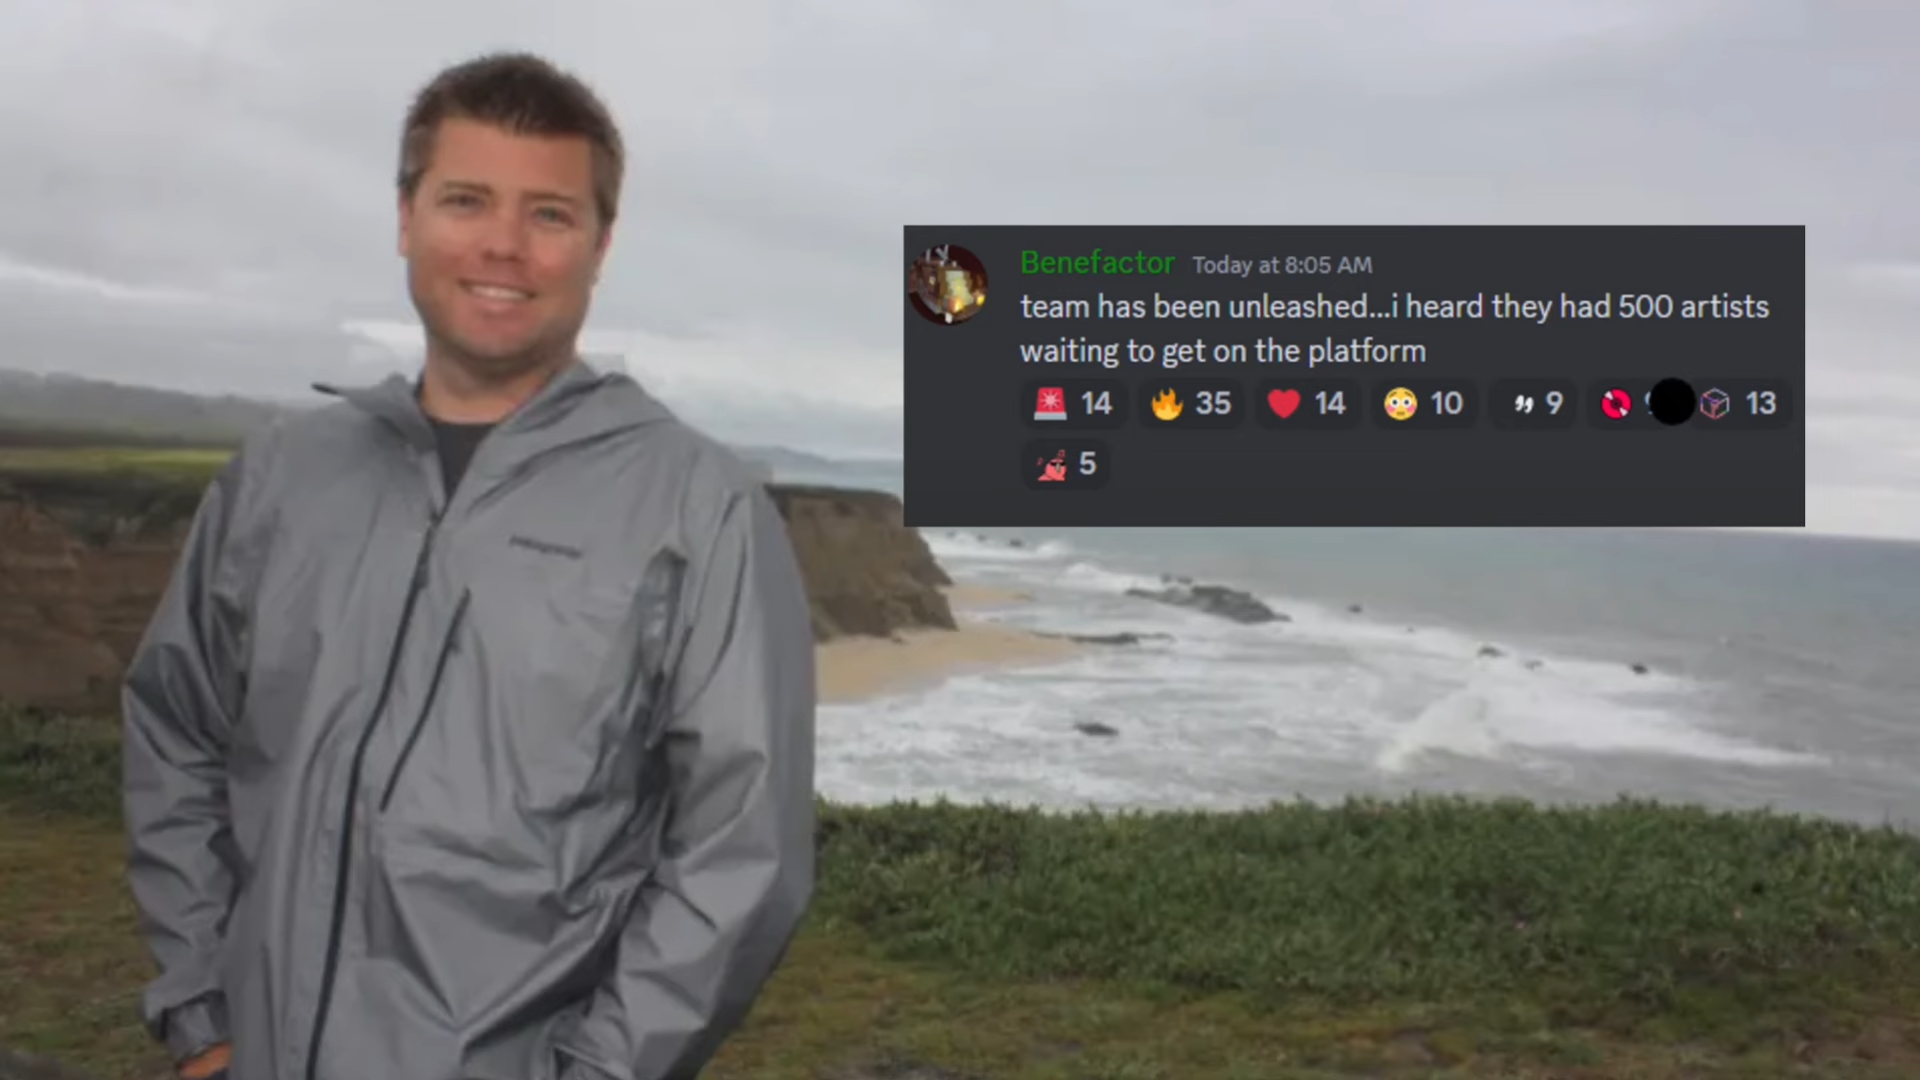 Benefactor Today at 8:05 AM
team has been unleashed...i heard they had 500 artists
waiting to get on the platform
14 35 14 10 9 13
5
patagonia